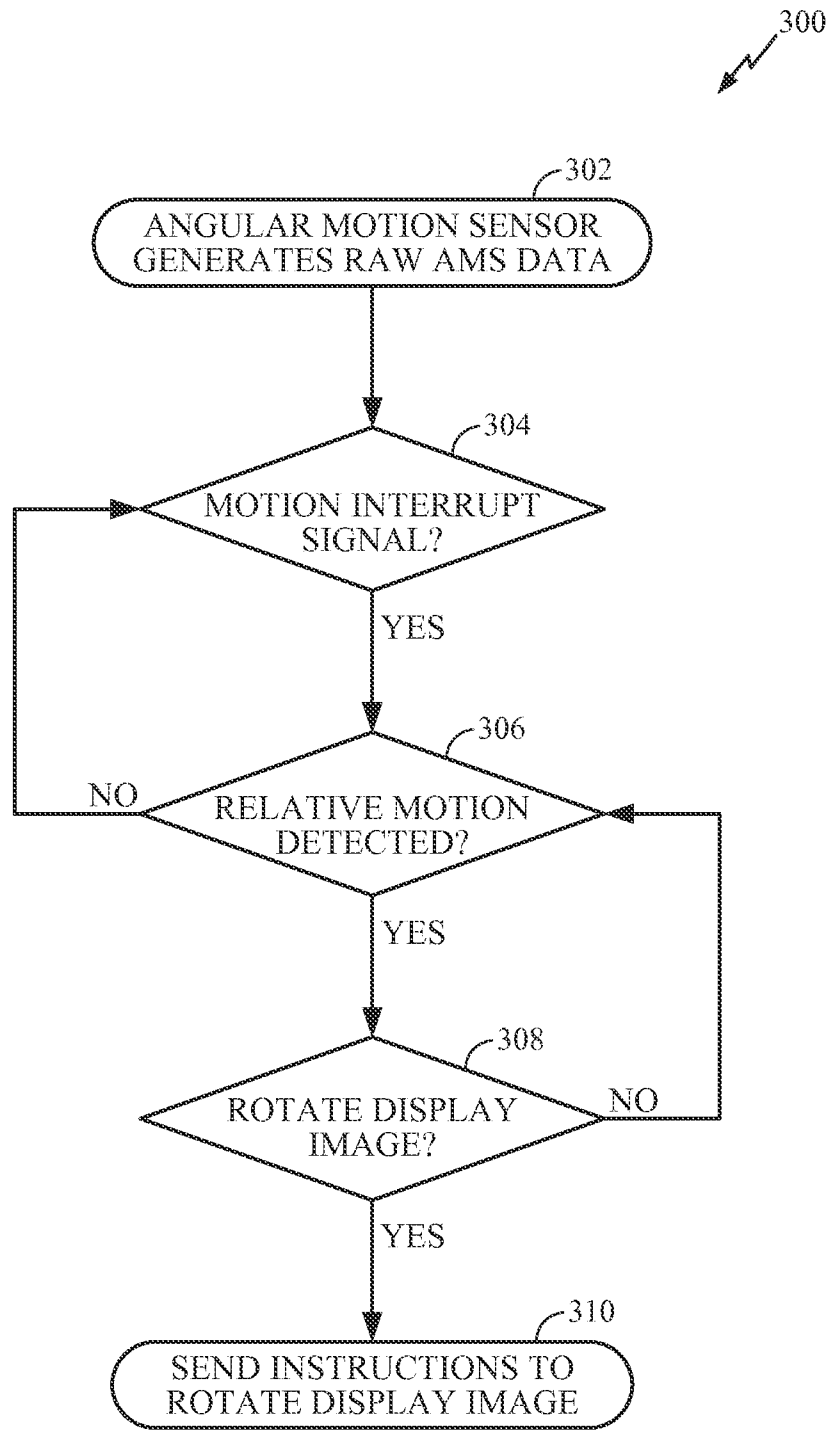 300
302
ANGULAR MOTION SENSOR
GENERATES RAW AMS DATA
304
MOTION INTERRUPT
SIGNAL?
YES
306
NO
RELATIVE MOTION
DETECTED?
YES
308
ROTATE DISPLAY
IMAGE?
NO
YES
310
SEND INSTRUCTIONS TO
ROTATE DISPLAY IMAGE